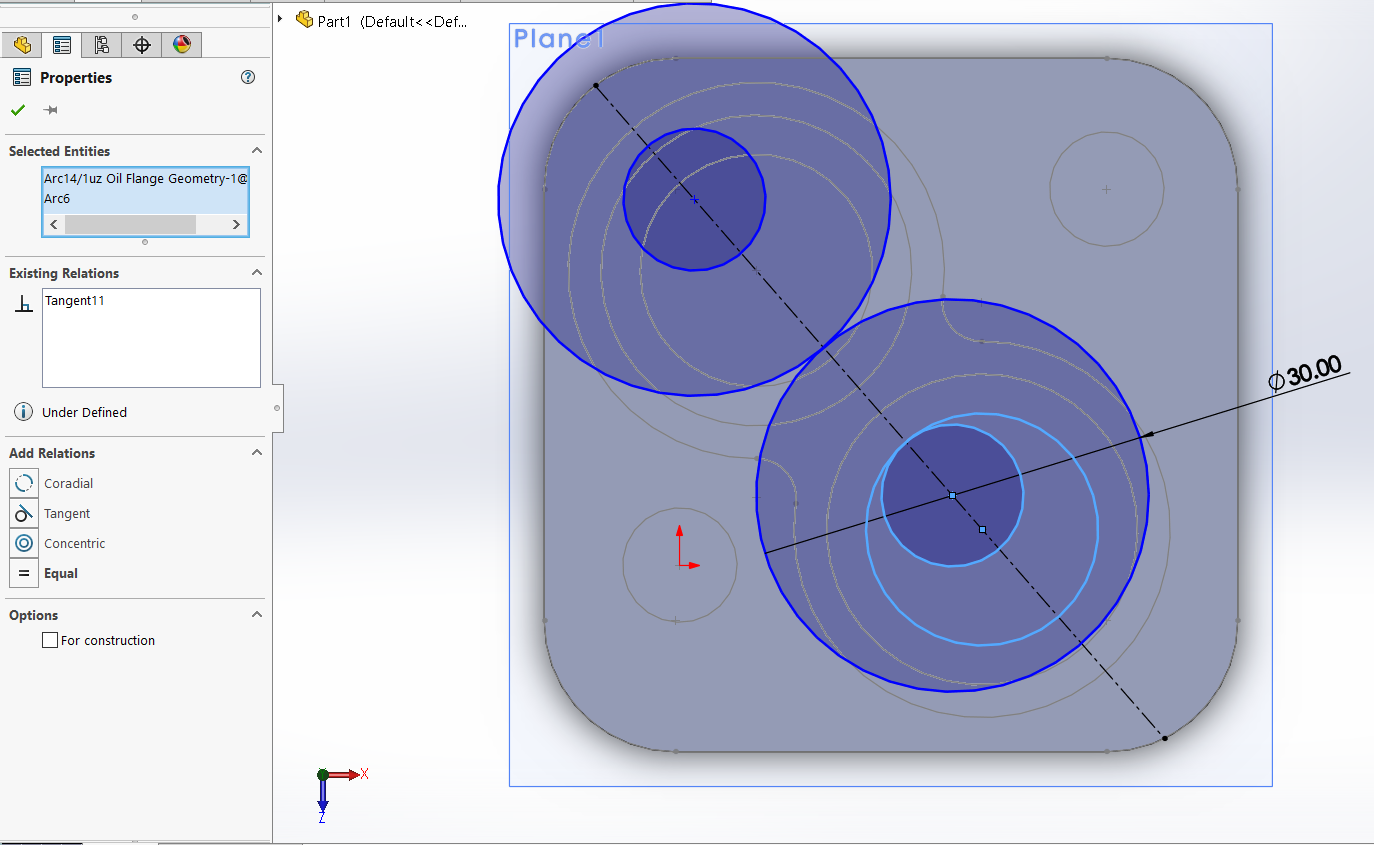 Part1 (Default<<Def...
Plane1
Properties
Selected Entities
Arc14/1uz Oil Flange Geometry-1@
Arc6
Existing Relations
Tangent11
Under Defined
Add Relations
Coradial
Tangent
Concentric
Equal
Options
For construction
∅30.00
X
Z